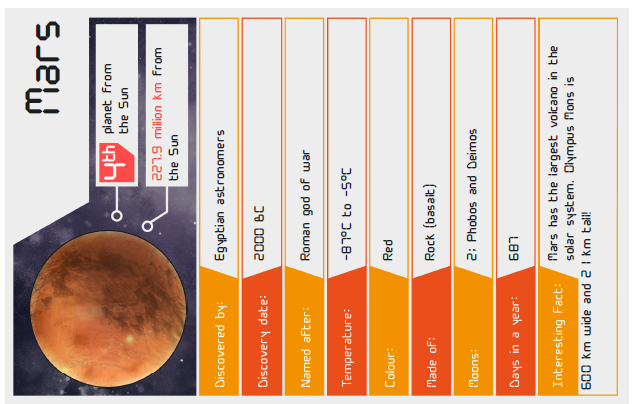 Mars
4th planet from
the Sun
227.9 million km from
the Sun
Discovered by: Egyptian astronomers
Discovery date: 2000 BC
Named after: Roman god of war
Temperature: -87°C to -5°C
Colour: Red
Made of: Rock (basalt)
Moons: 2; Phobos and Deimos
Days in a year: 687
Interesting Fact: Mars has the largest volcano in the
solar system. Olympus Mons is
600 km wide and 2 1 km tall!